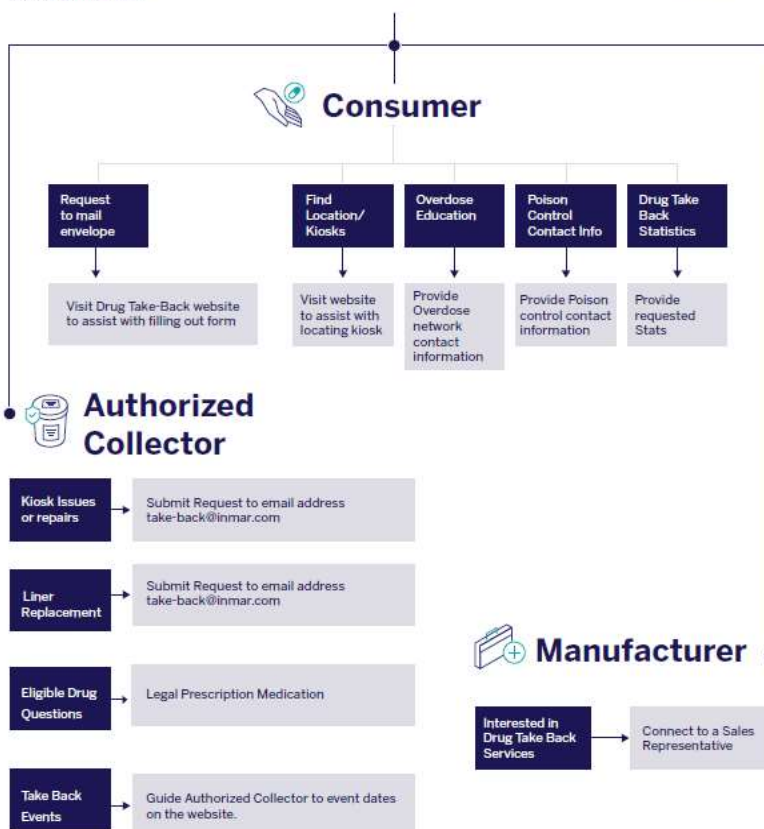 Consumer
Request
to mail
envelope
Find
Location/
Kiosks
Overdose
Education
Poison
Control
Contact Info
Drug Take
Back
Statistics
Visit Drug Take-Back website
to assist with filling out form
Visit website
to assist with
locating kiosk
Provide
Overdose
network
contact
information
Provide Poison
control contact
information
Provide
requested
Stats
Authorized
Collector
Kiosk Issues
or repairs
Submit Request to email address
take-back@inmar.com
Liner
Replacement
Submit Request to email address
take-back@inmar.com
Eligible Drug
Questions
Legal Prescription Medication
Take Back
Events
Guide Authorized Collector to event dates
on the website.
Manufacturer
Interested in
Drug Take Back
Services
Connect to a Sales
Representative